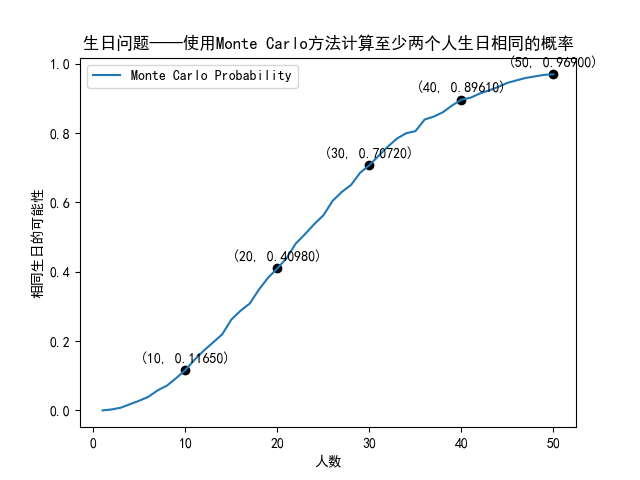 生日问题——使用Monte Carlo方法计算至少两个人生日相同的概率
Monte Carlo Probability
(50, 0.96900)
(40, 0.89610)
(30, 0.70720)
(20, 0.40980)
(10, 0.11650)
相同生日的可能性
1.0
0.8
0.6
0.4
0.2
0.0
0 10 20 30 40 50
人数